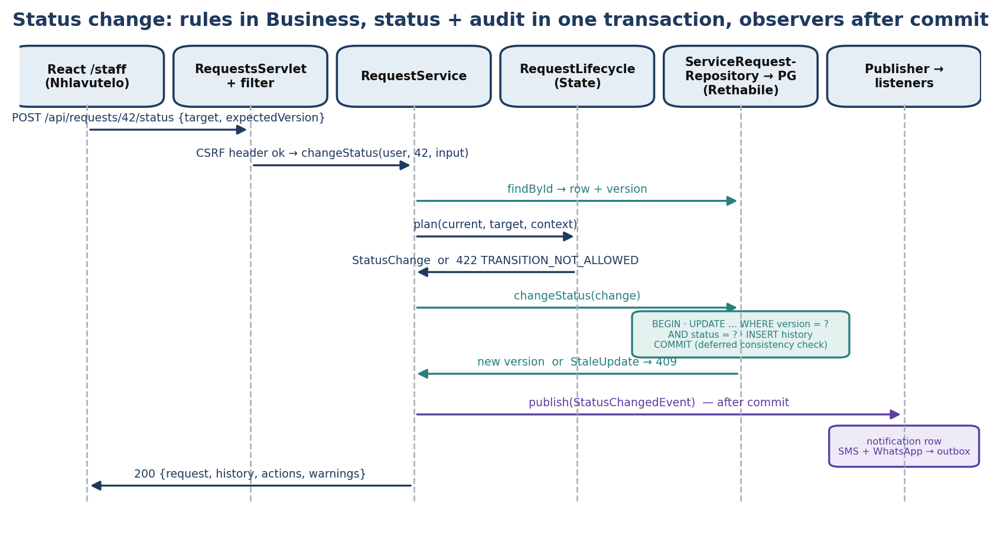 Status change: rules in Business, status + audit in one transaction, observers after commit
React /staff
(Nhlavutelo)
RequestsServlet
+ filter
RequestService
RequestLifecycle
(State)
ServiceRequest-
Repository → PG
(Rethabile)
Publisher →
listeners
POST /api/requests/42/status {target, expectedVersion}
CSRF header ok → changeStatus(user, 42, input)
findById → row + version
plan(current, target, context)
StatusChange or 422 TRANSITION_NOT_ALLOWED
changeStatus(change)
BEGIN · UPDATE … WHERE version = ?
AND status = ? · INSERT history
COMMIT (deferred consistency check)
new version or StaleUpdate → 409
publish(StatusChangedEvent) — after commit
notification row
SMS + WhatsApp → outbox
200 {request, history, actions, warnings}